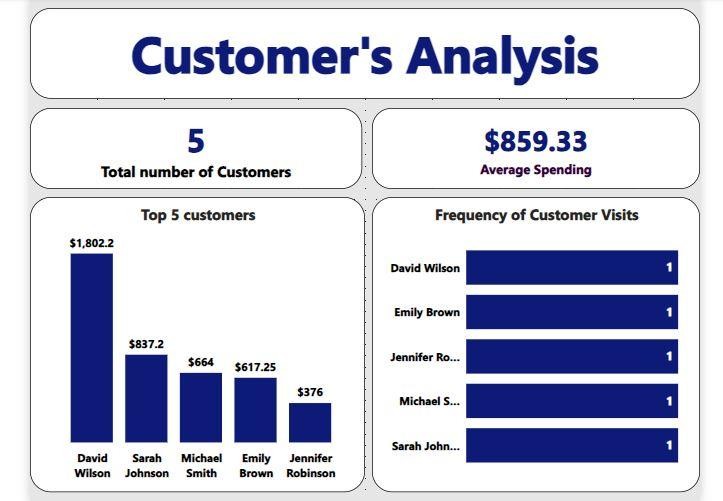 Customer's Analysis
5
Total number of Customers
$859.33
Average Spending
Top 5 customers
$1,802.2
$837.2
$664
$617.25
$376
David
Wilson
Sarah
Johnson
Michael
Smith
Emily
Brown
Jennifer
Robinson
Frequency of Customer Visits
David Wilson 1
Emily Brown 1
Jennifer Ro... 1
Michael S... 1
Sarah John... 1